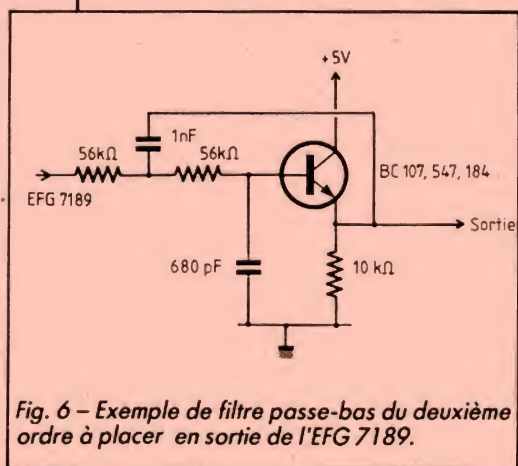 +5V
1nF
56kΩ
56kΩ
BC 107, 547, 184
EFG 7189
Sortie
680 pF
10 kΩ
Fig. 6 – Exemple de filtre passe-bas du deuxième
ordre à placer en sortie de l'EFG 7189.